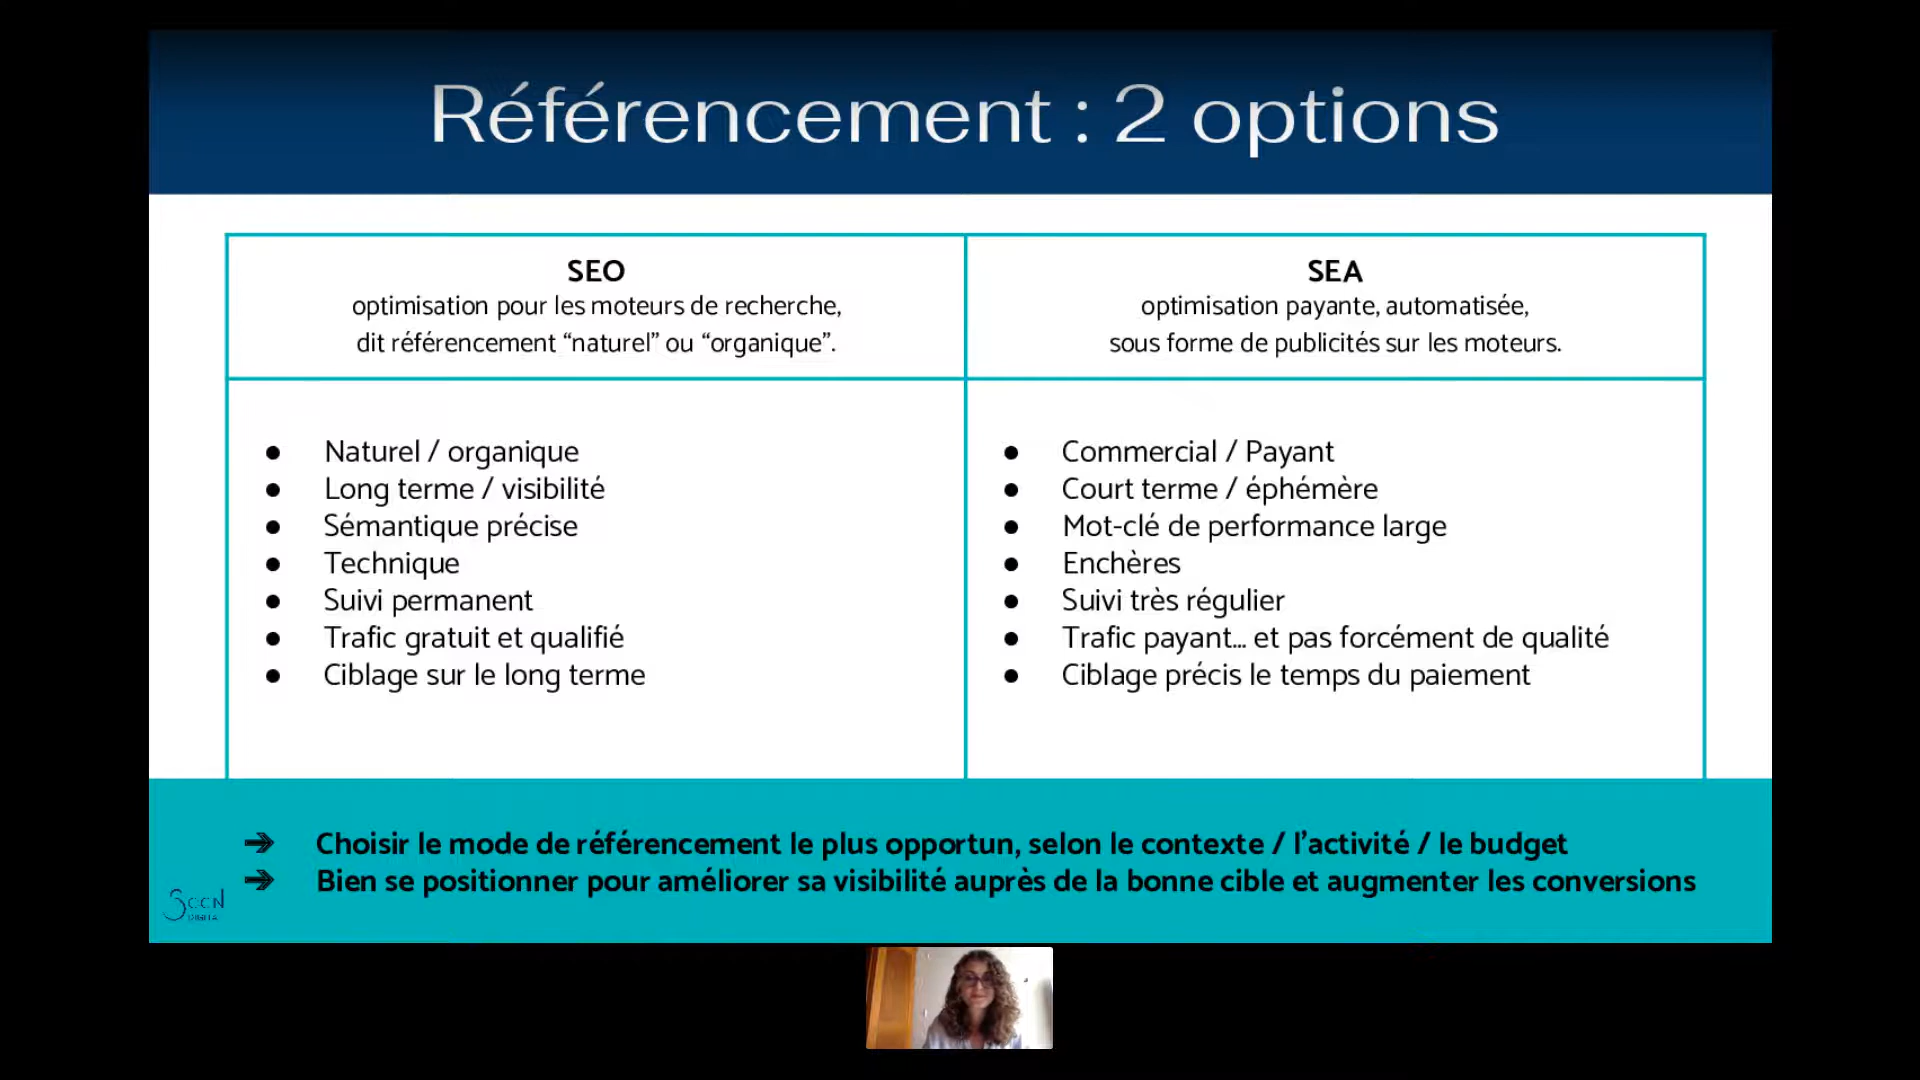 Référencement : 2 options
SEO
optimisation pour les moteurs de recherche,
dit référencement “naturel” ou “organique”.
SEA
optimisation payante, automatisée,
sous forme de publicités sur les moteurs.
● Naturel / organique
● Long terme / visibilité
● Sémantique précise
● Technique
● Suivi permanent
● Trafic gratuit et qualifié
● Ciblage sur le long terme
● Commercial / Payant
● Court terme / éphémère
● Mot-clé de performance large
● Enchères
● Suivi très régulier
● Trafic payant... et pas forcément de qualité
● Ciblage précis le temps du paiement
➔ Choisir le mode de référencement le plus opportun, selon le contexte / l’activité / le budget
➔ Bien se positionner pour améliorer sa visibilité auprès de la bonne cible et augmenter les conversions
CCN